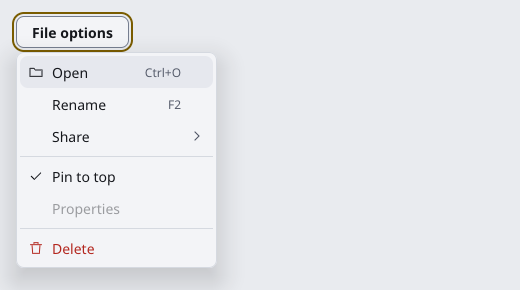 File options
Open Ctrl+O
Rename F2
Share
Pin to top
Properties
Delete